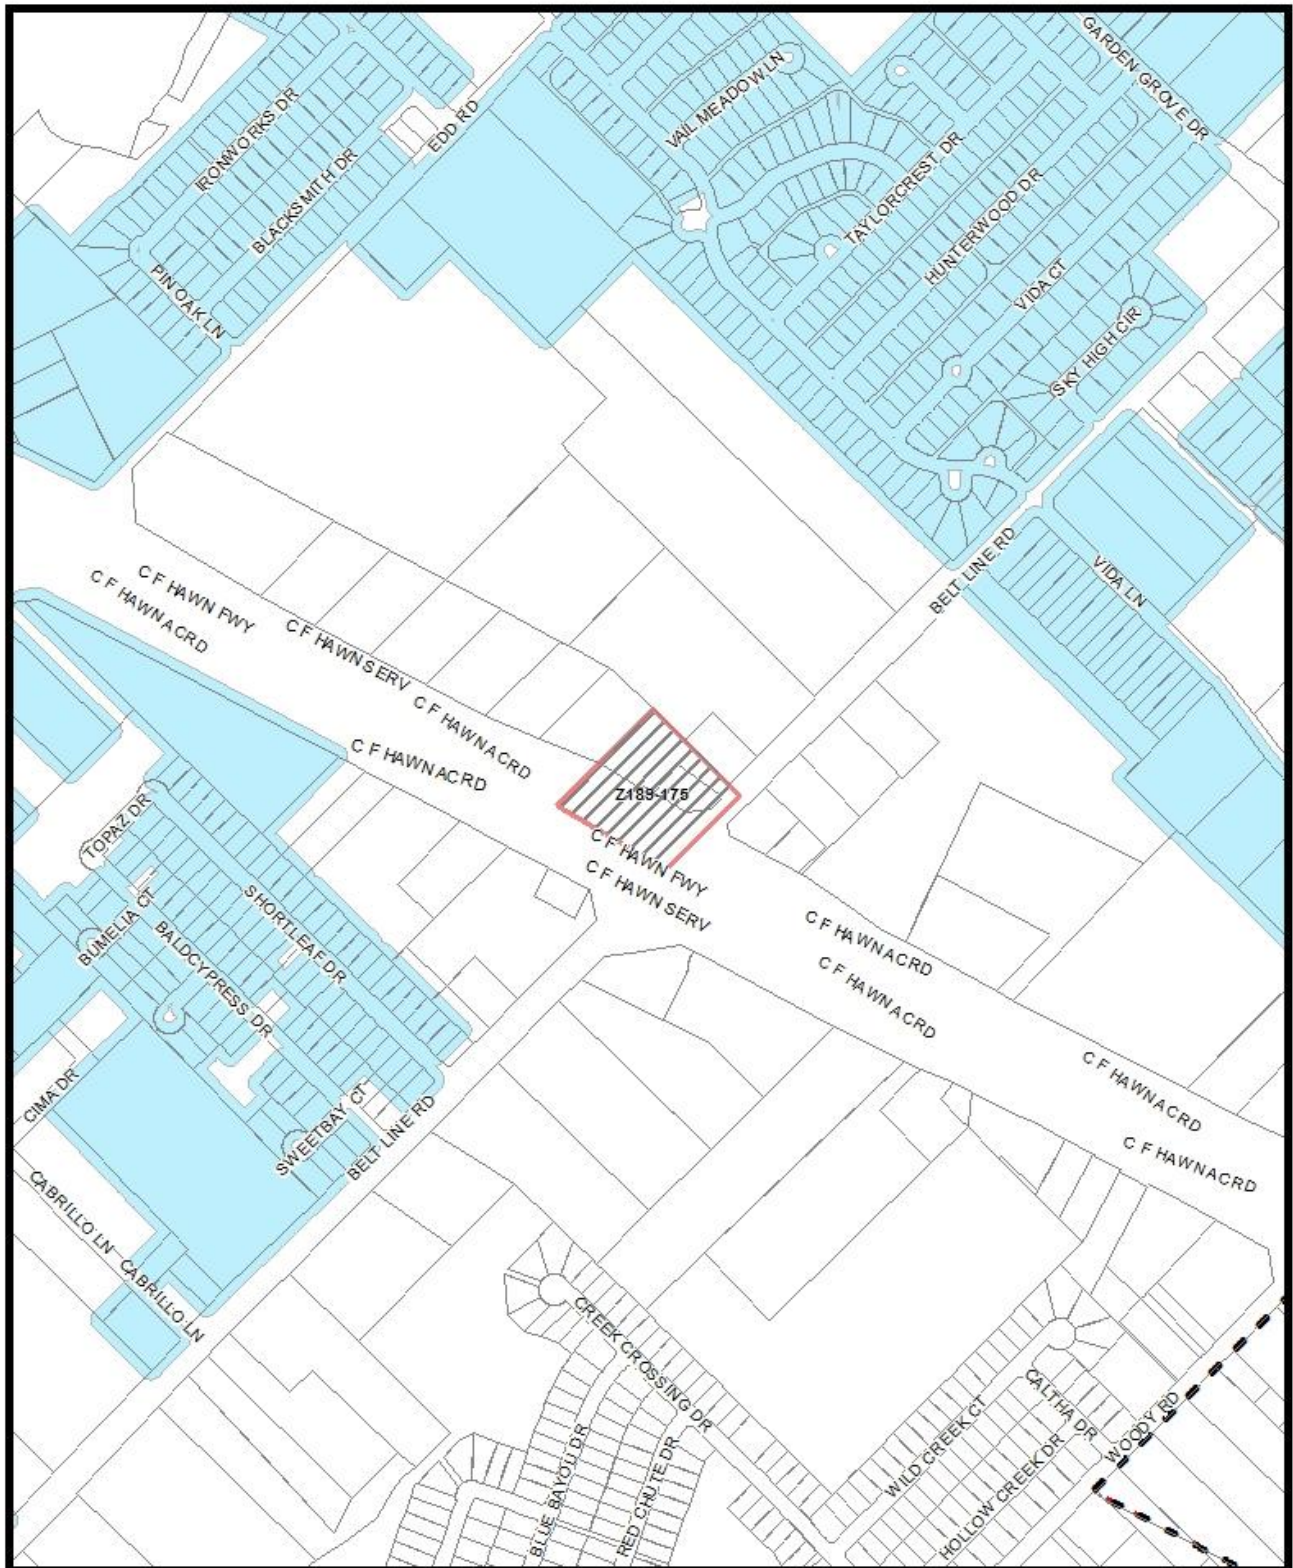 GARDEN GROVE DR
VAIL MEADOW LN
IRONWORKS DR
EDD RD
BLACKSMITH DR
TAYLORCREST DR
HUNTERWOOD DR
PIN OAK LN
VIDA CT
SKY HIGH CIR
BELT LINE RD
VIDA LN
C F HAWN FWY
C F HAWN ACRD
C F HAWN SERV
C F HAWN ACRD
C F HAWN ACRD
Z189-175
TOPAZ DR
C F HAWN FWY
C F HAWN SERV
SHORTLEAF DR
BUMELIA CT
BALDCYPRESS DR
C F HAWN ACRD
C F HAWN ACRD
CIMA DR
SWEETBAY CT
BELT LINE RD
C F HAWN ACRD
C F HAWN ACRD
CABRILLO LN
CABRILLO LN
CREEK CROSSING DR
CALTHA DR
WOODY RD
WILD CREEK CT
HOLLOW CREEK DR
BLUE BAYOU DR
RED CHUTE DR